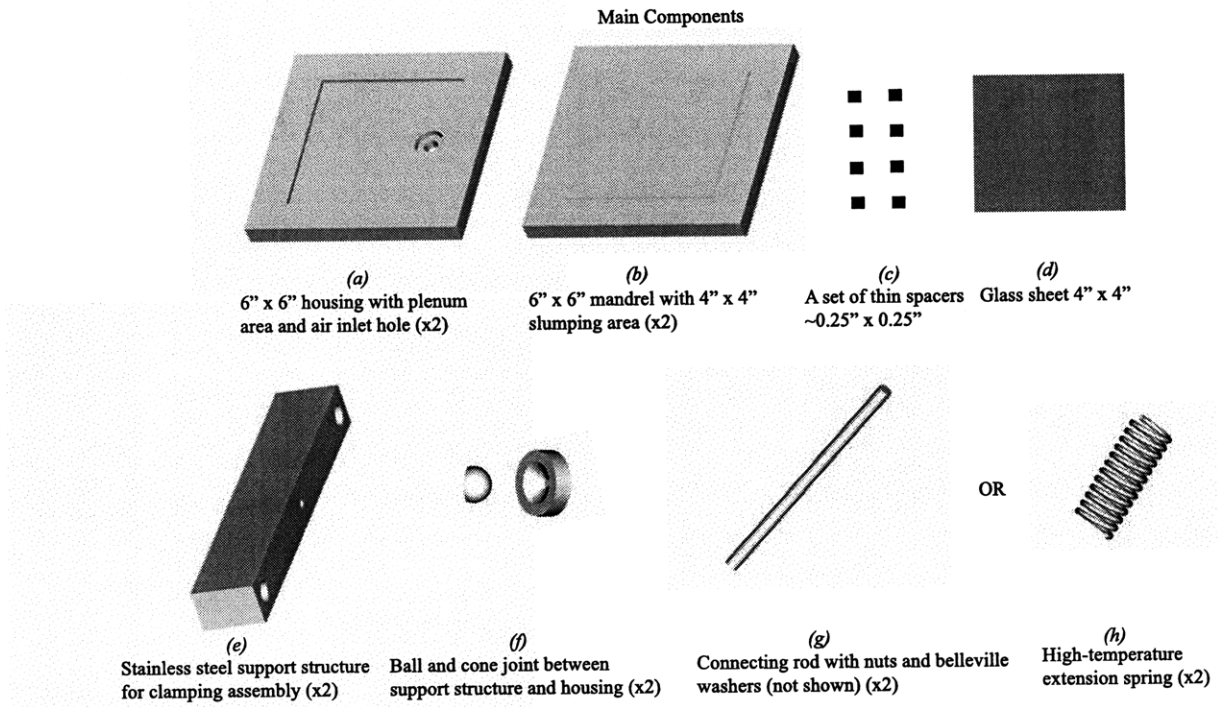 Main Components
(a)
6” x 6” housing with plenum
area and air inlet hole (x2)
(b)
6” x 6” mandrel with 4” x 4”
slumping area (x2)
(c)
A set of thin spacers
~0.25” x 0.25”
(d)
Glass sheet 4” x 4”
(e)
Stainless steel support structure
for clamping assembly (x2)
(f)
Ball and cone joint between
support structure and housing (x2)
(g)
Connecting rod with nuts and belleville
washers (not shown) (x2)
OR
(h)
High-temperature
extension spring (x2)